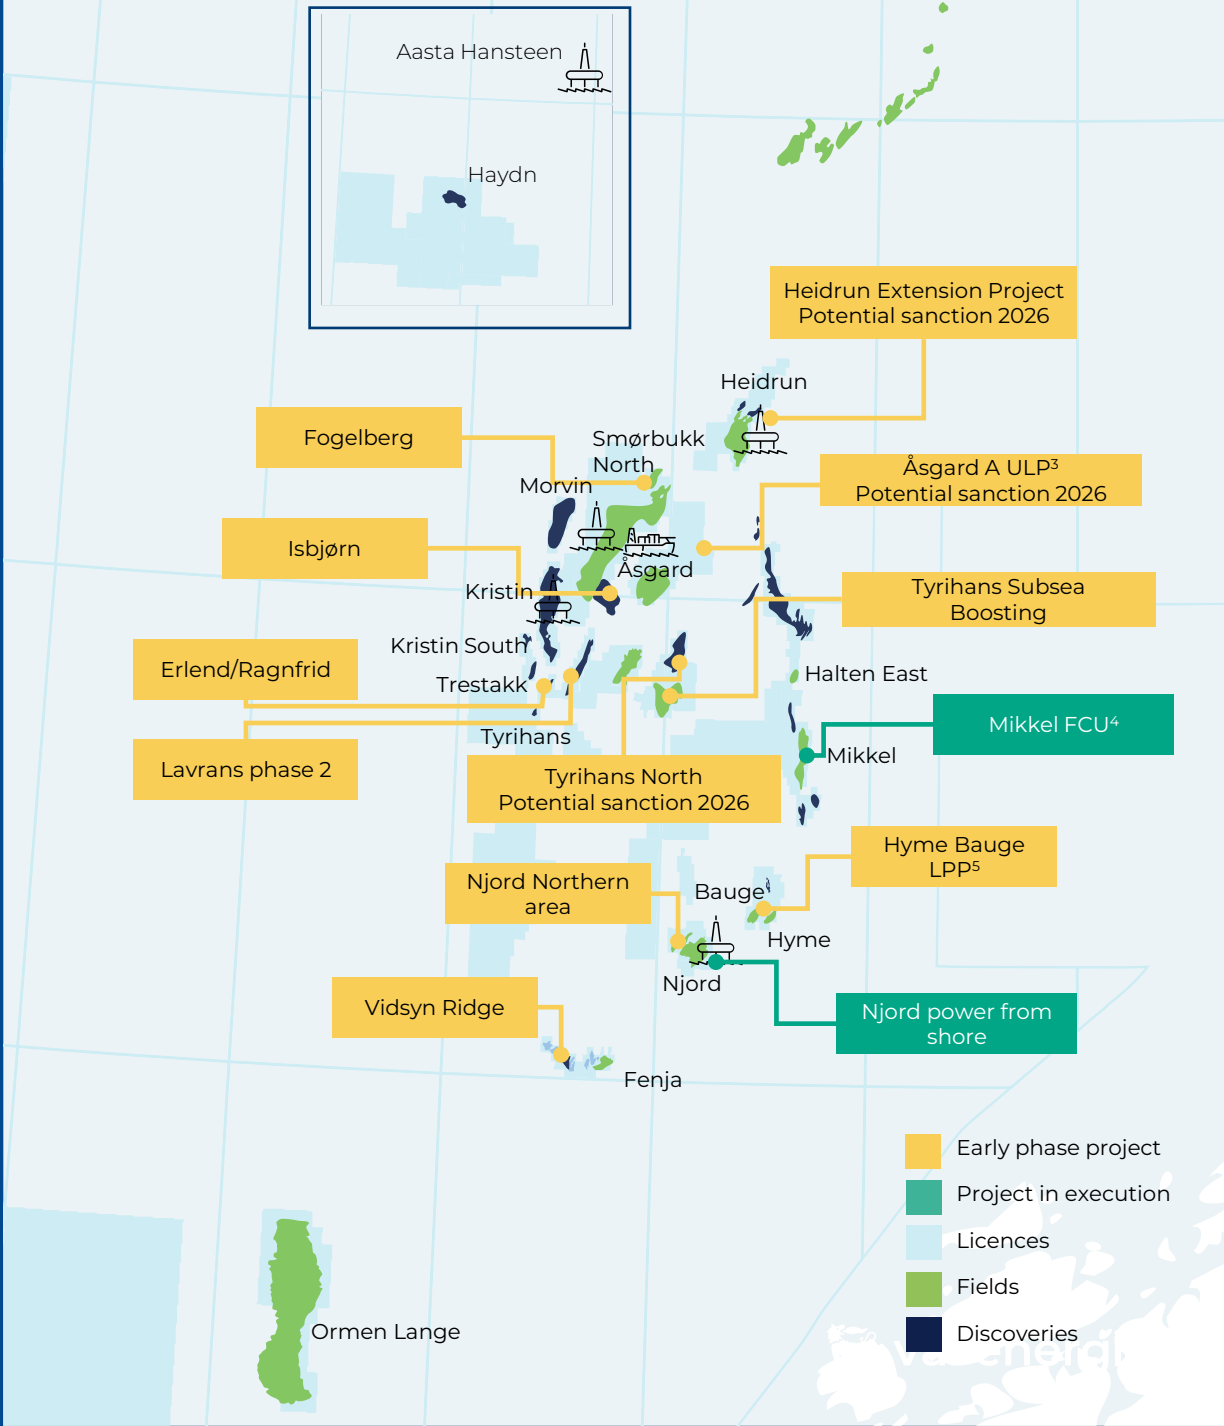 Aasta Hansteen
Haydn
Heidrun Extension Project
Potential sanction 2026
Heidrun
Fogelberg
Smørbukk
North
Morvin
Åsgard A ULP³
Potential sanction 2026
Isbjørn
Åsgard
Kristin
Tyrihans Subsea
Boosting
Kristin South
Erlend/Ragnfrid
Trestakk
Halten East
Mikkel FCU⁴
Tyrihans
Mikkel
Lavrans phase 2
Tyrihans North
Potential sanction 2026
Hyme Bauge
LPP⁵
Njord Northern
area
Bauge
Hyme
Njord
Vidsyn Ridge
Njord power from
shore
Fenja
Early phase project
Project in execution
Licences
Fields
Discoveries
Ormen Lange